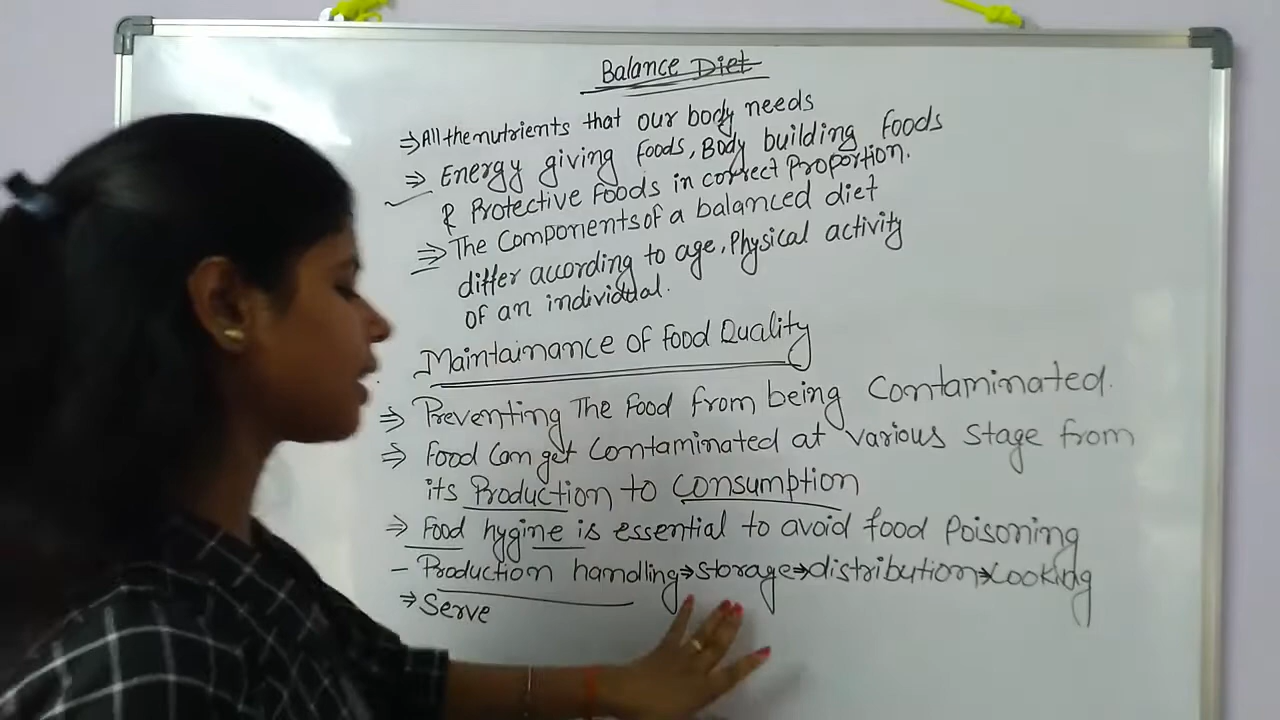 Balance Diet
⇒ All the nutrients that our body needs
⇒ Energy giving foods, Body building foods
& Protective Foods in correct Proportion.
⇒ The Components of a balanced diet
differ according to age, Physical activity
of an individual.
Maintainance of Food Quality
⇒ Preventing The Food from being Contaminated.
⇒ Food Can get Contaminated at various Stage from
its Production to Consumption
⇒ Food hygine is essential to avoid food Poisoning
- Production handling → storage → distribution → Cooking
→ Serve